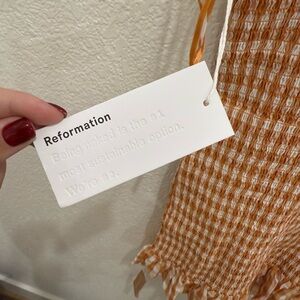 Reformation
Being naked is the #1
most sustainable option.
We're #2.